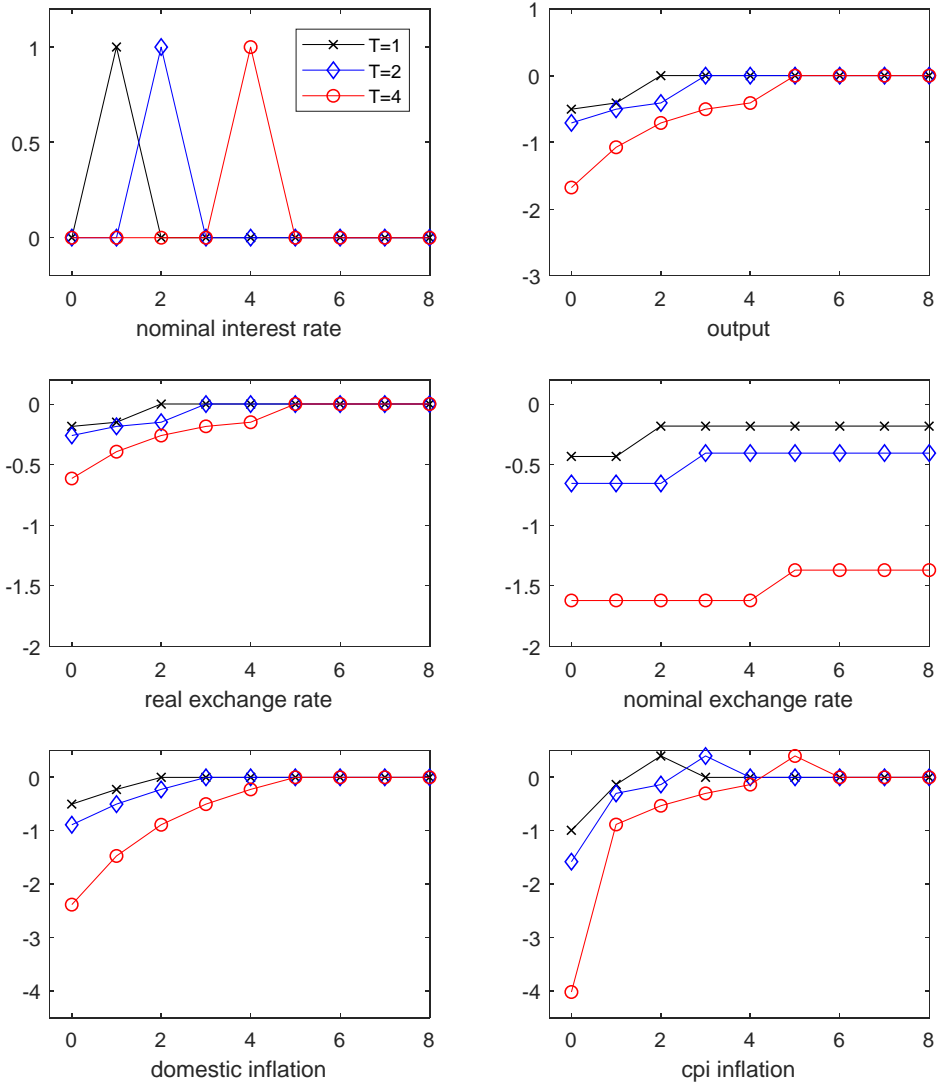 1
0.5
0
0 2 4 6 8
nominal interest rate
T=1
T=2
T=4
1
0
-1
-2
-3
0 2 4 6 8
output
0
-0.5
-1
-1.5
-2
0 2 4 6 8
real exchange rate
0
-0.5
-1
-1.5
-2
0 2 4 6 8
nominal exchange rate
0
-1
-2
-3
-4
0 2 4 6 8
domestic inflation
0
-1
-2
-3
-4
0 2 4 6 8
cpi inflation